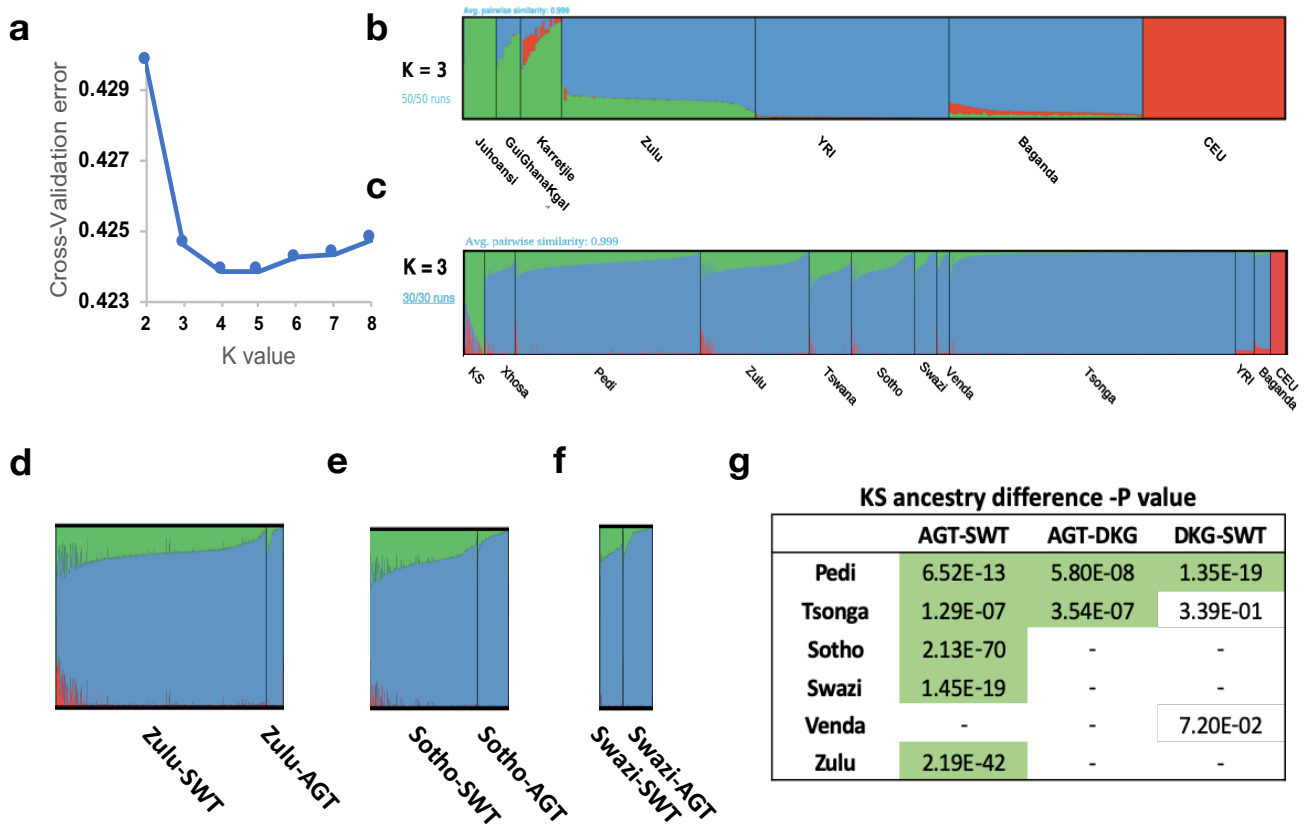 a
Cross-Validation error
0.429
0.427
0.425
0.423
2 3 4 5 6 7 8
K value
b
Avg. pairwise similarity: 0.999
K = 3
50/50 runs
Juhoansi
GuiGhanaKgal
Karretjie
Zulu
YRI
Baganda
CEU
c
Avg. pairwise similarity: 0.999
K = 3
30/30 runs
KS
Xhosa
Pedi
Zulu
Tswana
Sotho
Swazi
Venda
Tsonga
YRI
Baganda
CEU
d
Zulu-SWT
Zulu-AGT
e
Sotho-SWT
Sotho-AGT
f
Swazi-SWT
Swazi-AGT
g
KS ancestry difference -P value
AGT-SWT AGT-DKG DKG-SWT
Pedi 6.52E-13 5.80E-08 1.35E-19
Tsonga 1.29E-07 3.54E-07 3.39E-01
Sotho 2.13E-70 - -
Swazi 1.45E-19 - -
Venda - - 7.20E-02
Zulu 2.19E-42 - -